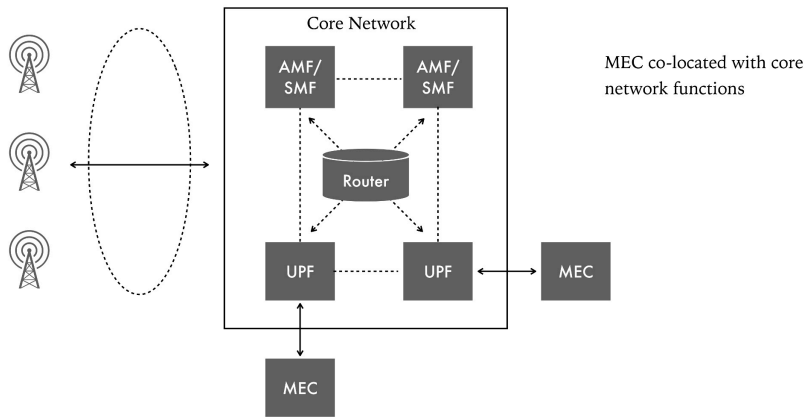 Core Network
AMF/
SMF
AMF/
SMF
MEC co-located with core
network functions
Router
UPF
UPF
MEC
MEC